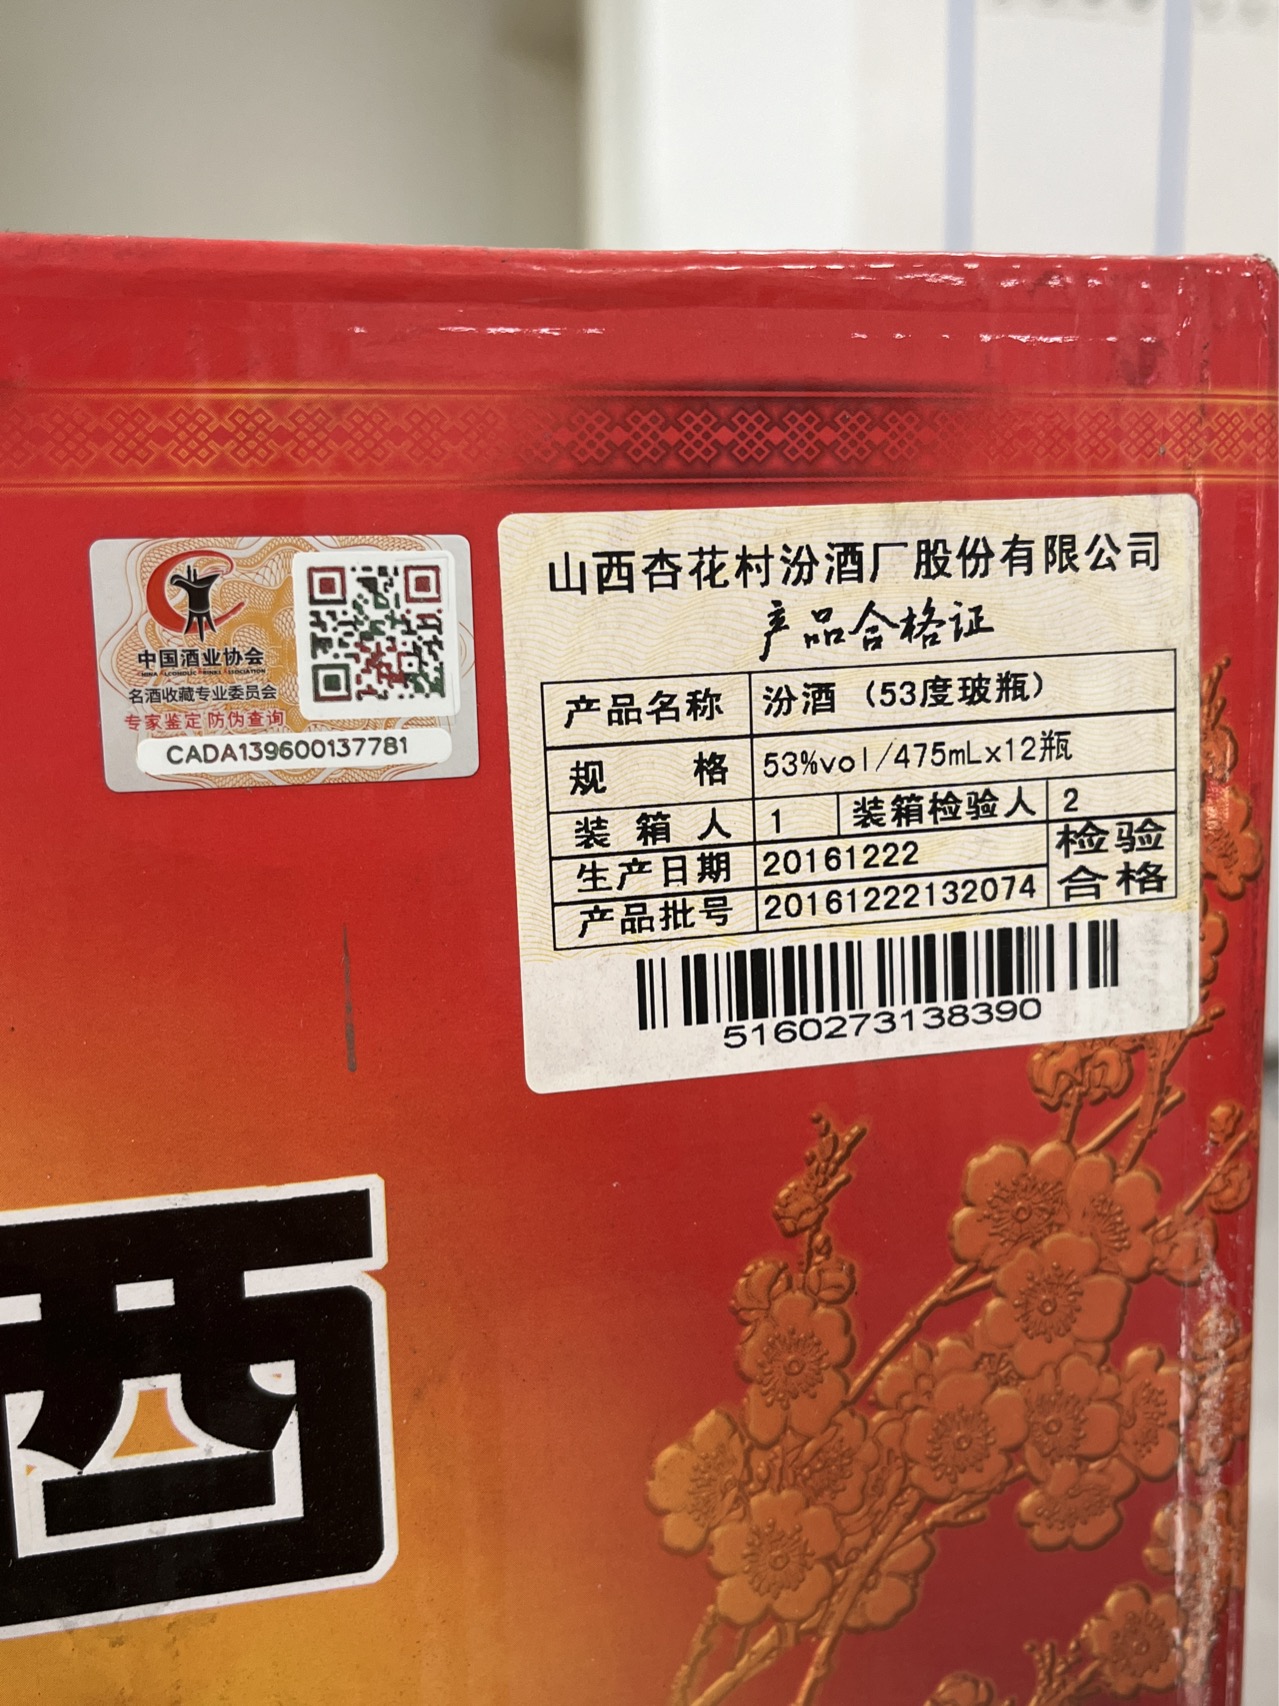 中国酒业协会
CHINA ALCOHOLIC DRINKS ASSOCIATION
名酒收藏专业委员会
专家鉴定 防伪查询
CADA139600137781
山西杏花村汾酒厂股份有限公司
产品合格证
产品名称 汾酒（53度玻瓶）
规格 53%vol/475mLx12瓶
装箱人 1 装箱检验人 2
生产日期 20161222 检验
产品批号 20161222132074 合格
5160273138390
西